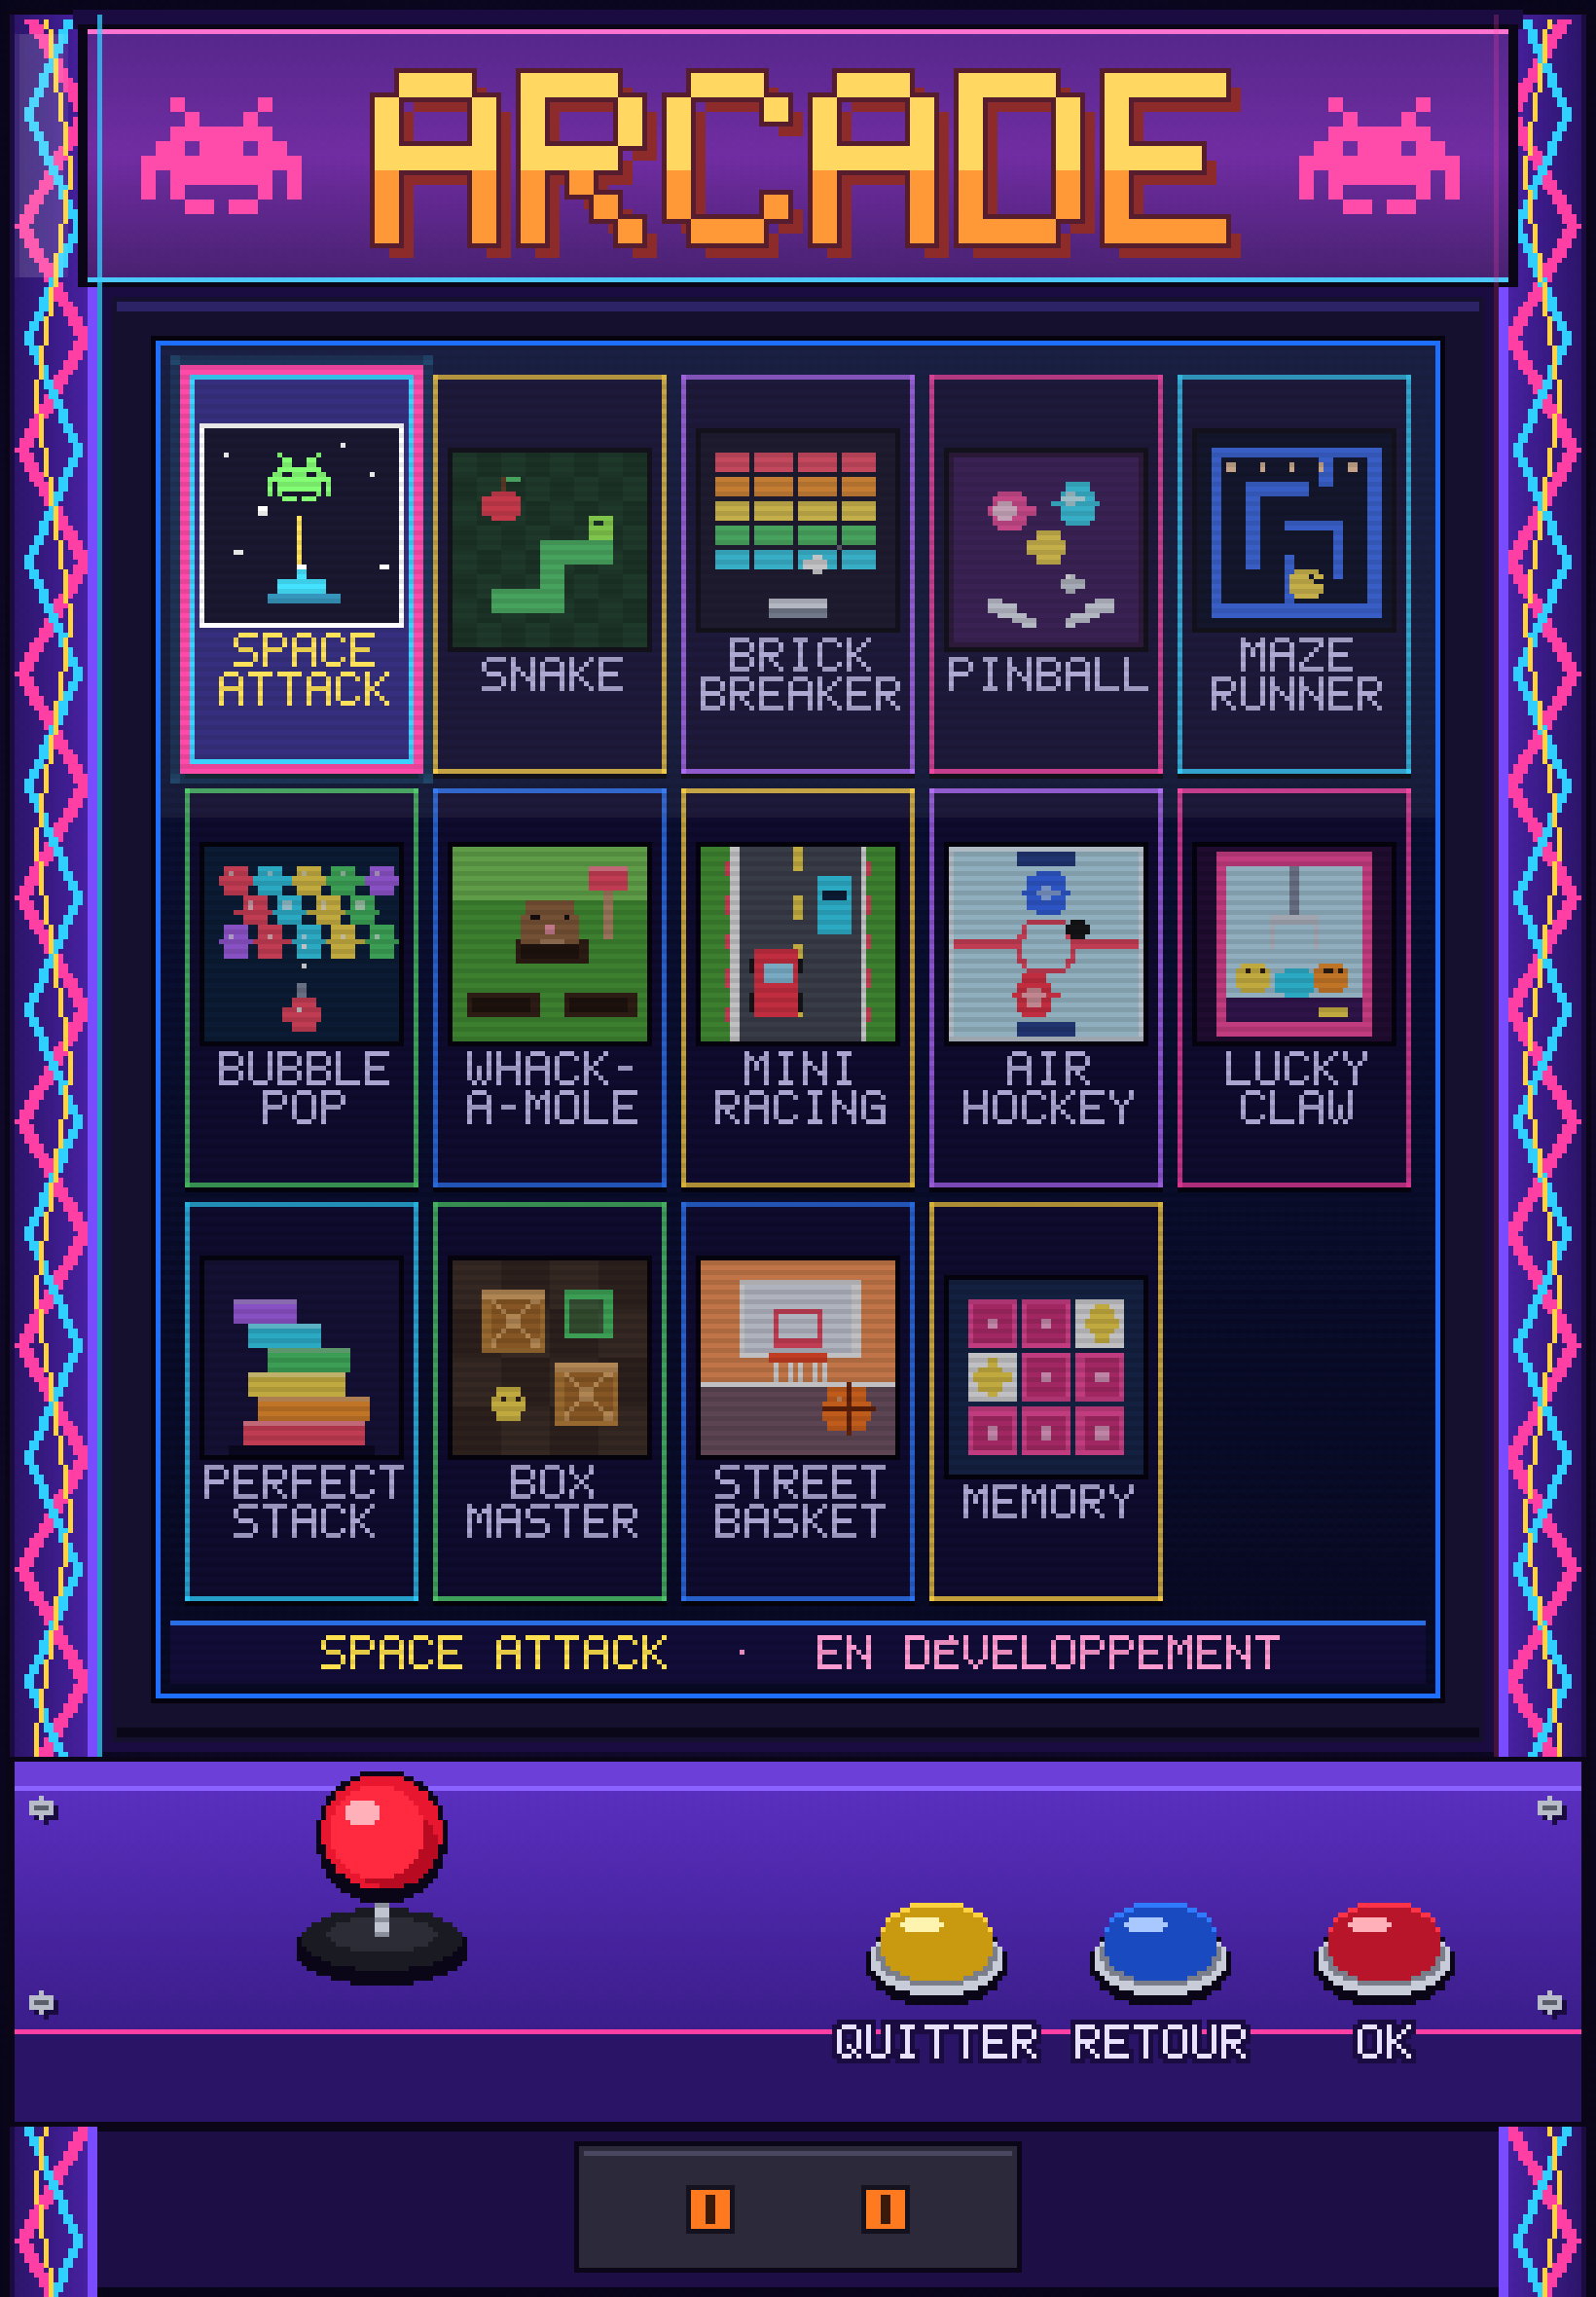 ARCADE
SPACE
ATTACK
SNAKE
BRICK
BREAKER
PINBALL
MAZE
RUNNER
BUBBLE
POP
WHACK-
A-MOLE
MINI
RACING
AIR
HOCKEY
LUCKY
CLAW
PERFECT
STACK
BOX
MASTER
STREET
BASKET
MEMORY
SPACE ATTACK · EN DÉVELOPPEMENT
QUITTER RETOUR OK